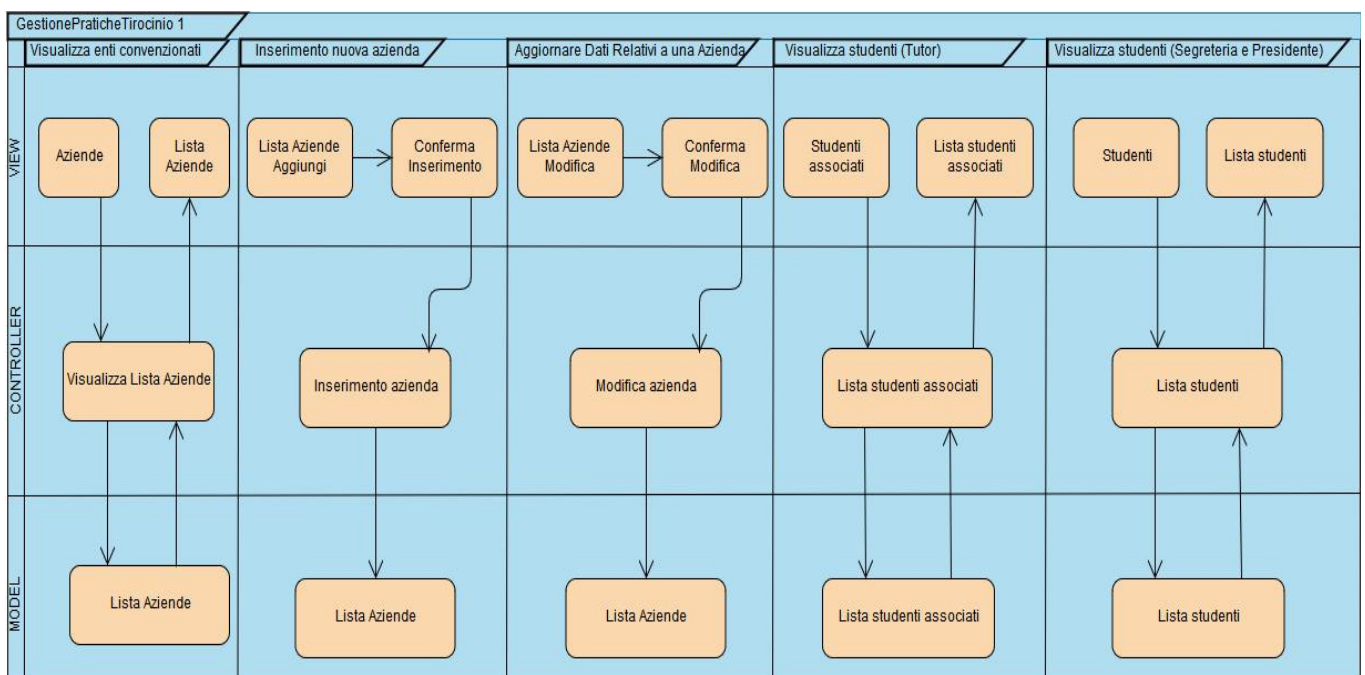 GestionePraticheTirocinio 1
Visualizza enti convenzionati
Inserimento nuova azienda
Aggiornare Dati Relativi a una Azienda
Visualizza studenti (Tutor)
Visualizza studenti (Segreteria e Presidente)
VIEW
Aziende
Lista
Aziende
Lista Aziende
Aggiungi
Conferma
Inserimento
Lista Aziende
Modifica
Conferma
Modifica
Studenti
associati
Lista studenti
associati
Studenti
Lista studenti
CONTROLLER
Visualizza Lista Aziende
Inserimento azienda
Modifica azienda
Lista studenti associati
Lista studenti
MODEL
Lista Aziende
Lista Aziende
Lista Aziende
Lista studenti associati
Lista studenti